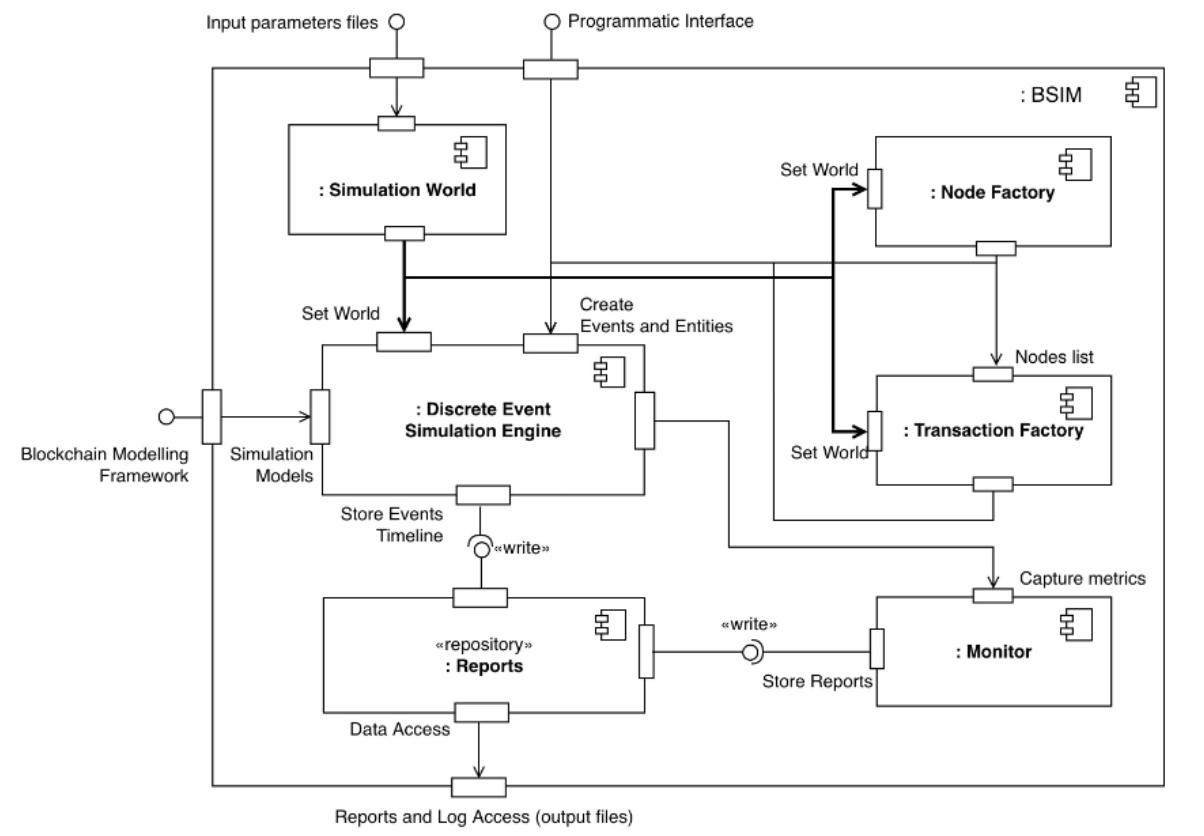 Input parameters files
Programmatic Interface
: BSIM
: Simulation World
Set World
: Node Factory
Set World
Create
Events and Entities
Nodes list
: Discrete Event
Simulation Engine
: Transaction Factory
Set World
Blockchain Modelling
Framework
Simulation
Models
Store Events
Timeline
«write»
Capture metrics
«repository»
: Reports
«write»
: Monitor
Store Reports
Data Access
Reports and Log Access (output files)